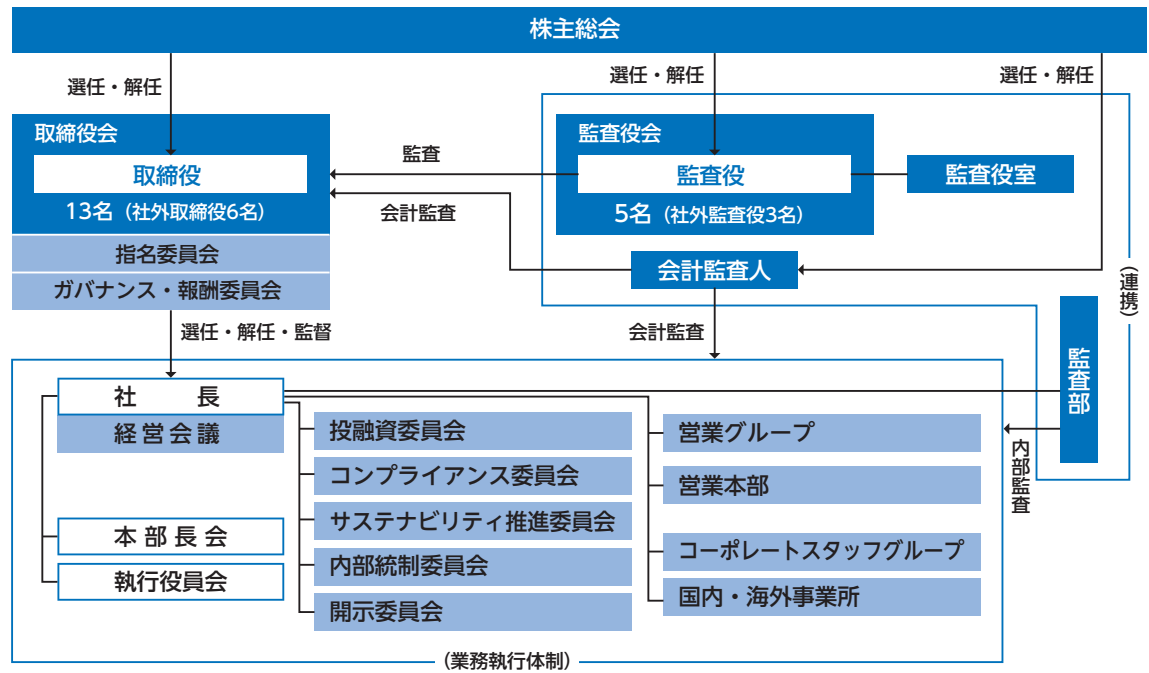 株主総会
選任・解任
選任・解任
選任・解任
取締役会
取締役
13名（社外取締役6名）
指名委員会
ガバナンス・報酬委員会
監査
会計監査
監査役会
監査役
5名（社外監査役3名）
監査役室
会計監査人
（連携）
選任・解任・監督
会計監査
監査部
内部監査
社長
経営会議
本部長会
執行役員会
投融資委員会
コンプライアンス委員会
サステナビリティ推進委員会
内部統制委員会
開示委員会
営業グループ
営業本部
コーポレートスタッフグループ
国内・海外事業所
（業務執行体制）